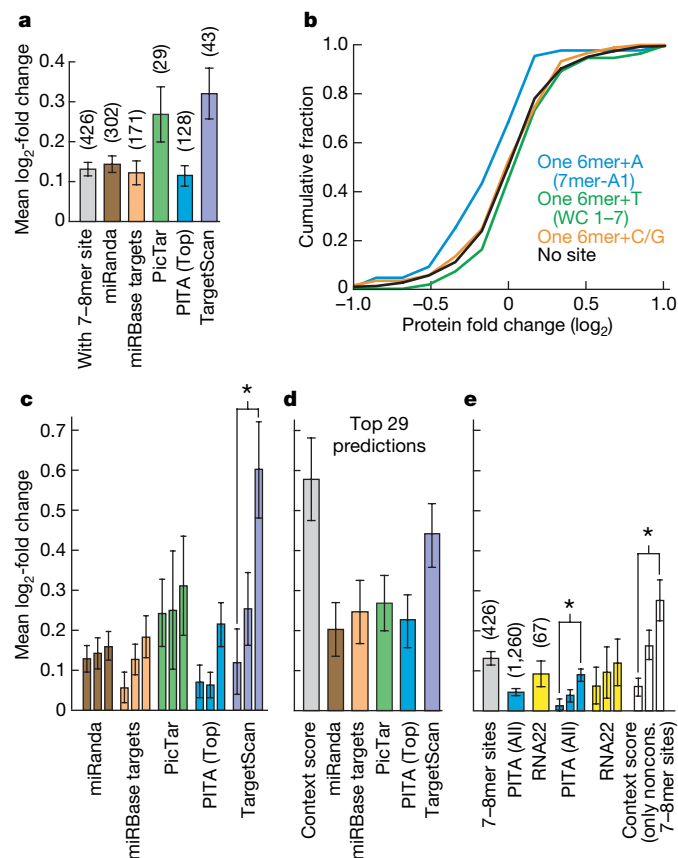 a
Mean log2-fold change
0.4
0.3
0.2
0.1
0
(426)
(302)
(171)
(29)
(128)
(43)
With 7–8mer site
miRanda
miRBase targets
PicTar
PITA (Top)
TargetScan
b
Cumulative fraction
1.0
0.8
0.6
0.4
0.2
0
–1.0
–0.5
0
0.5
1.0
Protein fold change (log2)
One 6mer+A
(7mer-A1)
One 6mer+T
(WC 1–7)
One 6mer+C/G
No site
c
Mean log2-fold change
0.7
0.6
0.5
0.4
0.3
0.2
0.1
0
*
miRanda
miRBase targets
PicTar
PITA (Top)
TargetScan
d
Top 29
predictions
Context score
miRanda
miRBase targets
PicTar
PITA (Top)
TargetScan
e
(426)
(1,260)
(67)
*
*
7–8mer sites
PITA (All)
RNA22
PITA (All)
RNA22
Context score
(only noncons.
7–8mer sites)